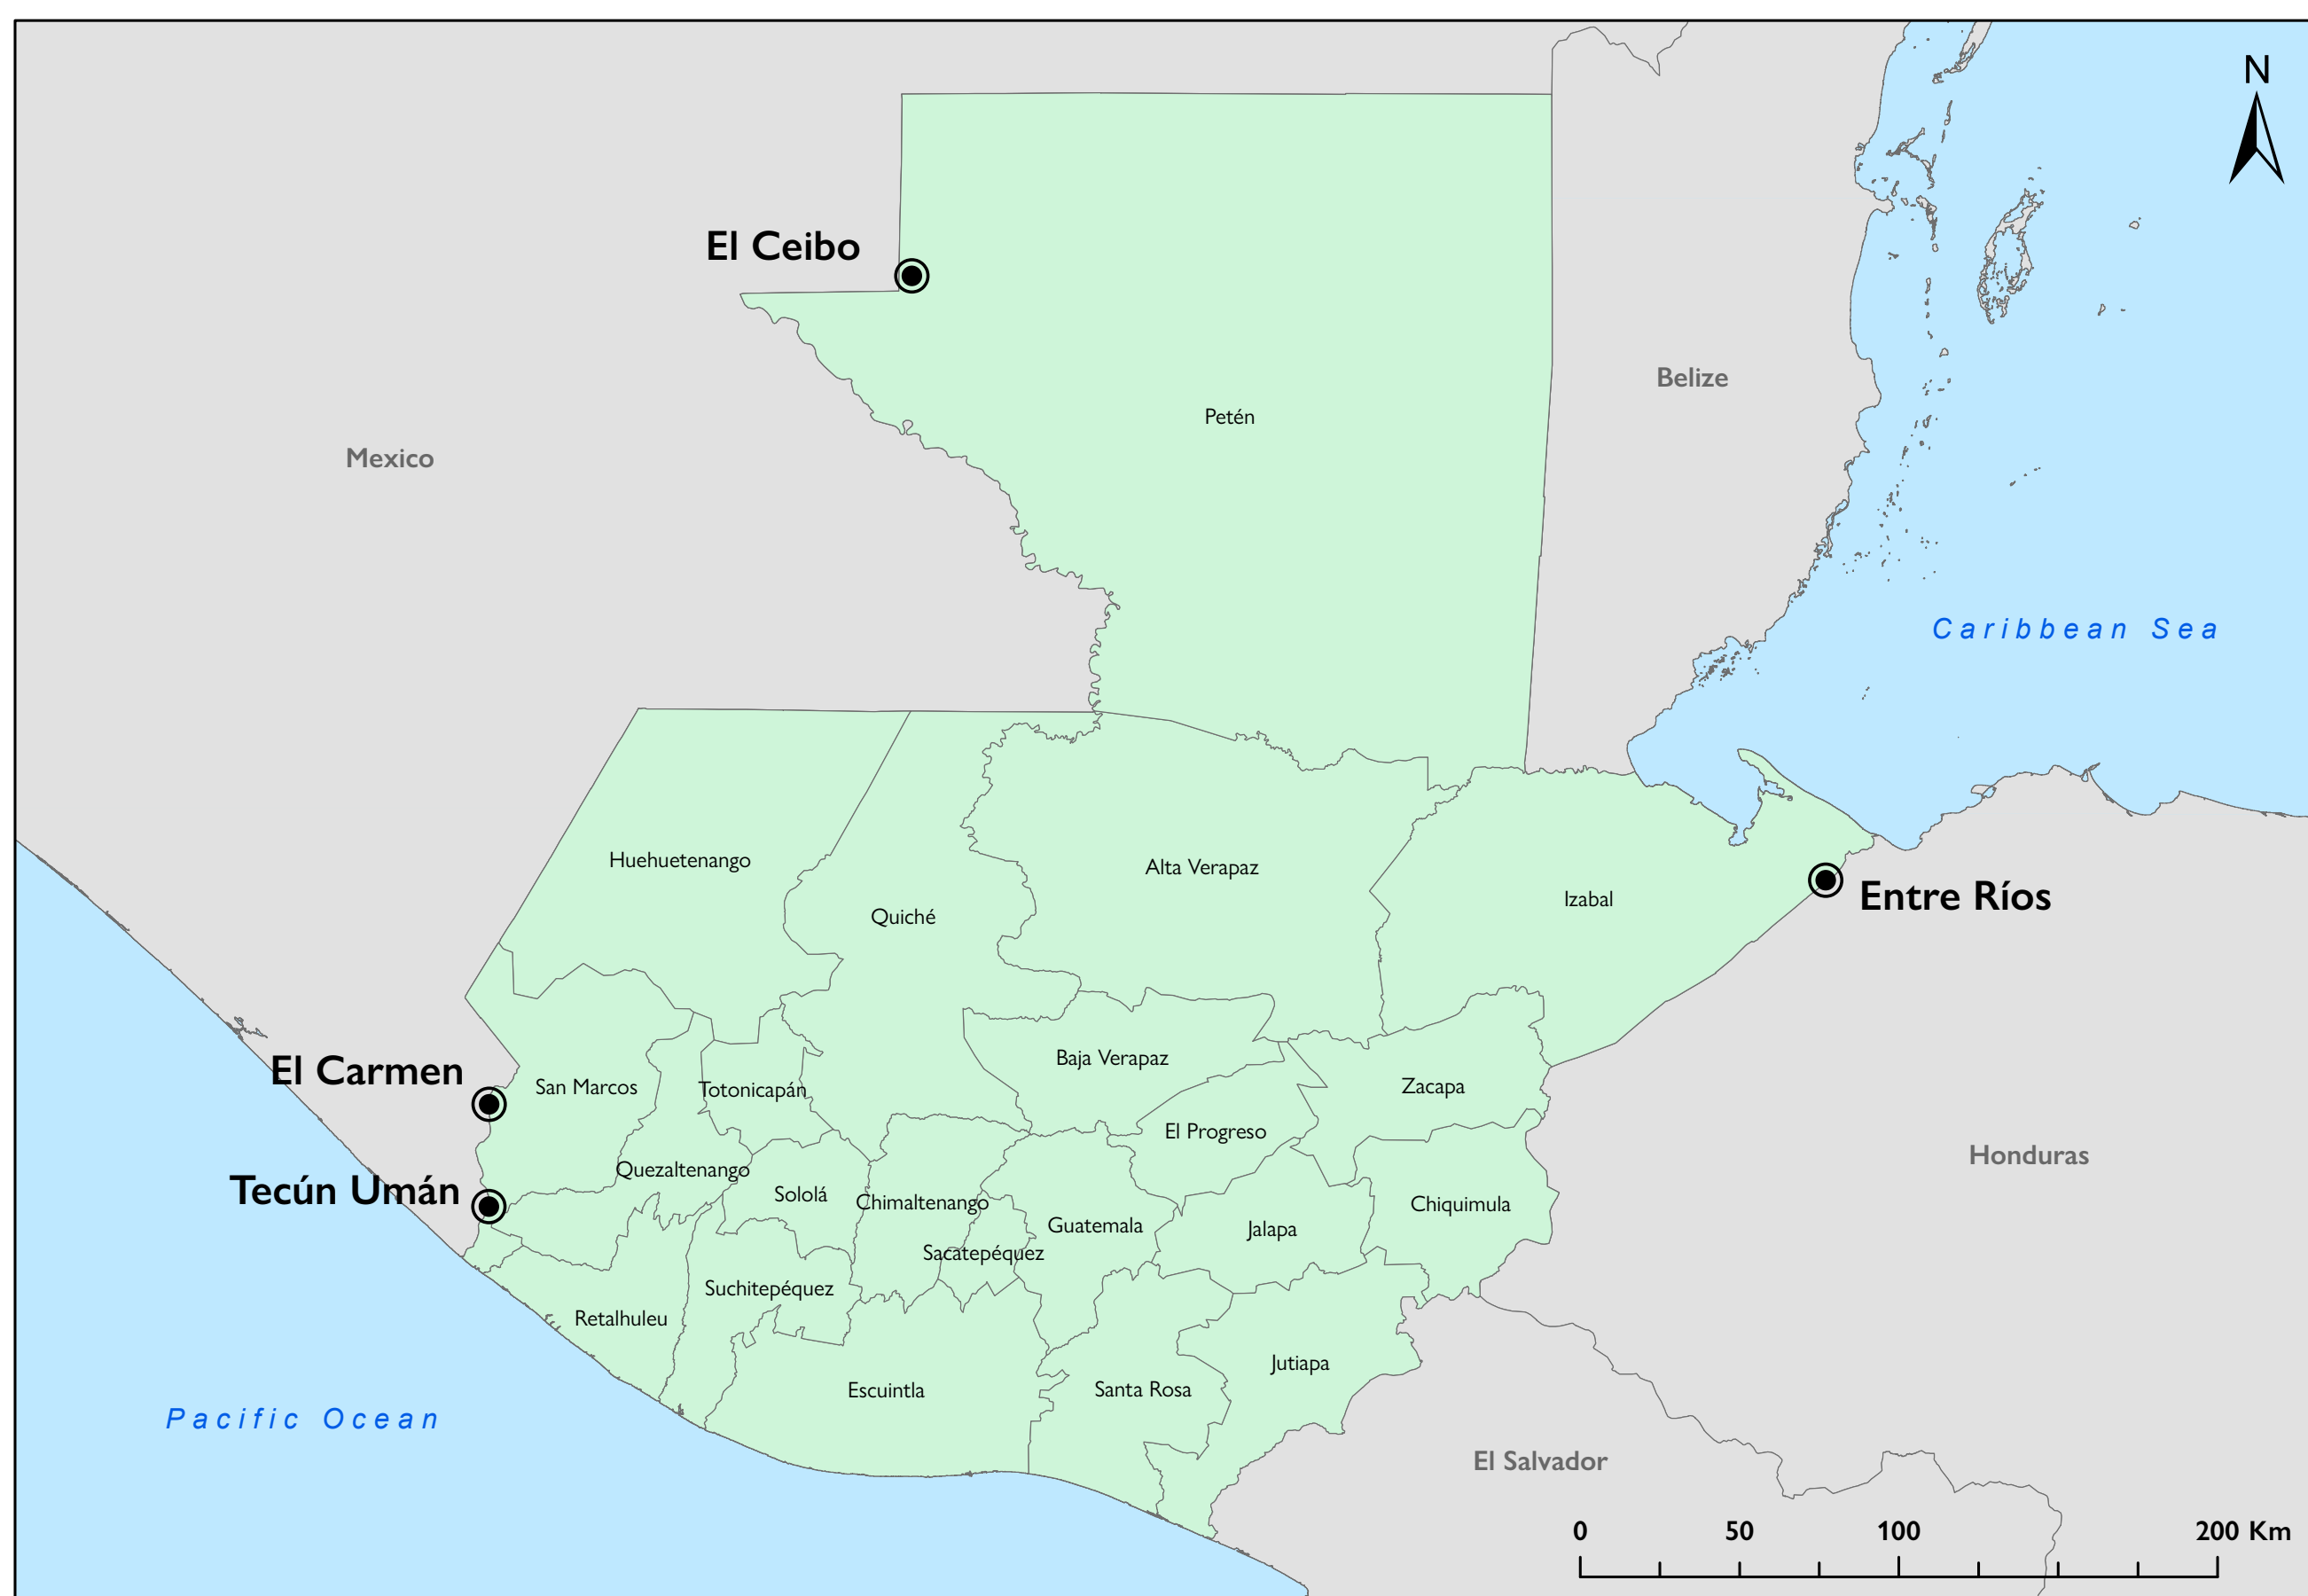 N
El Ceibo
Belize
Petén
Mexico
Caribbean Sea
Huehuetenango
Alta Verapaz
Izabal
Entre Ríos
Quiché
El Carmen
San Marcos
Totonicapán
Baja Verapaz
Zacapa
El Progreso
Honduras
Tecún Umán
Quezaltenango
Sololá
Chimaltenango
Guatemala
Jalapa
Chiquimula
Sacatepéquez
Suchitepéquez
Retalhuleu
Jutiapa
Escuintla
Santa Rosa
Pacific Ocean
El Salvador
0 50 100 200 Km